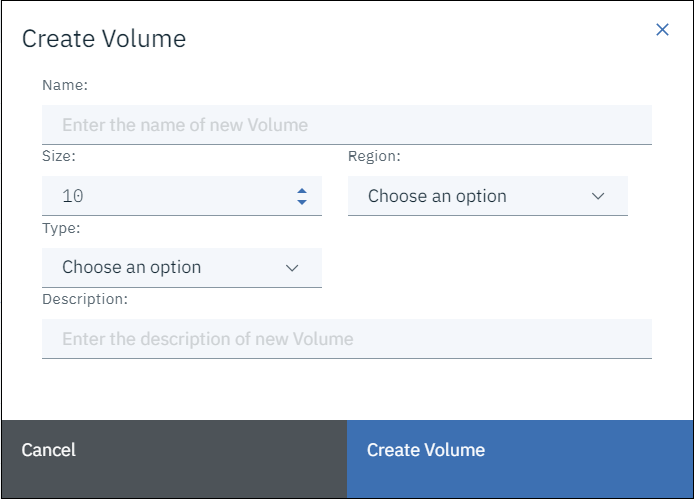 Create Volume
Name:
Enter the name of new Volume
Size: Region:
10 Choose an option
Type:
Choose an option
Description:
Enter the description of new Volume
Cancel Create Volume